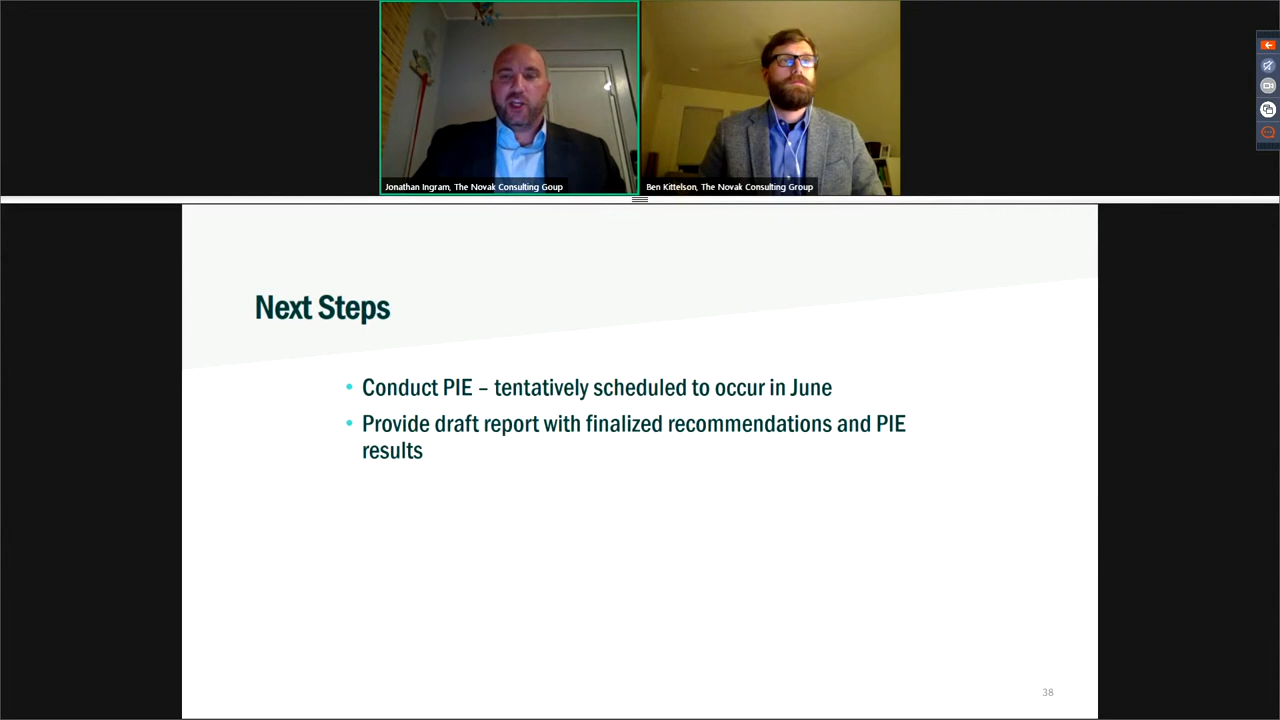 Jonathan Ingram, The Novak Consulting Goup
Ben Kittelson, The Novak Consulting Group
Next Steps
• Conduct PIE – tentatively scheduled to occur in June
• Provide draft report with finalized recommendations and PIE
results
38